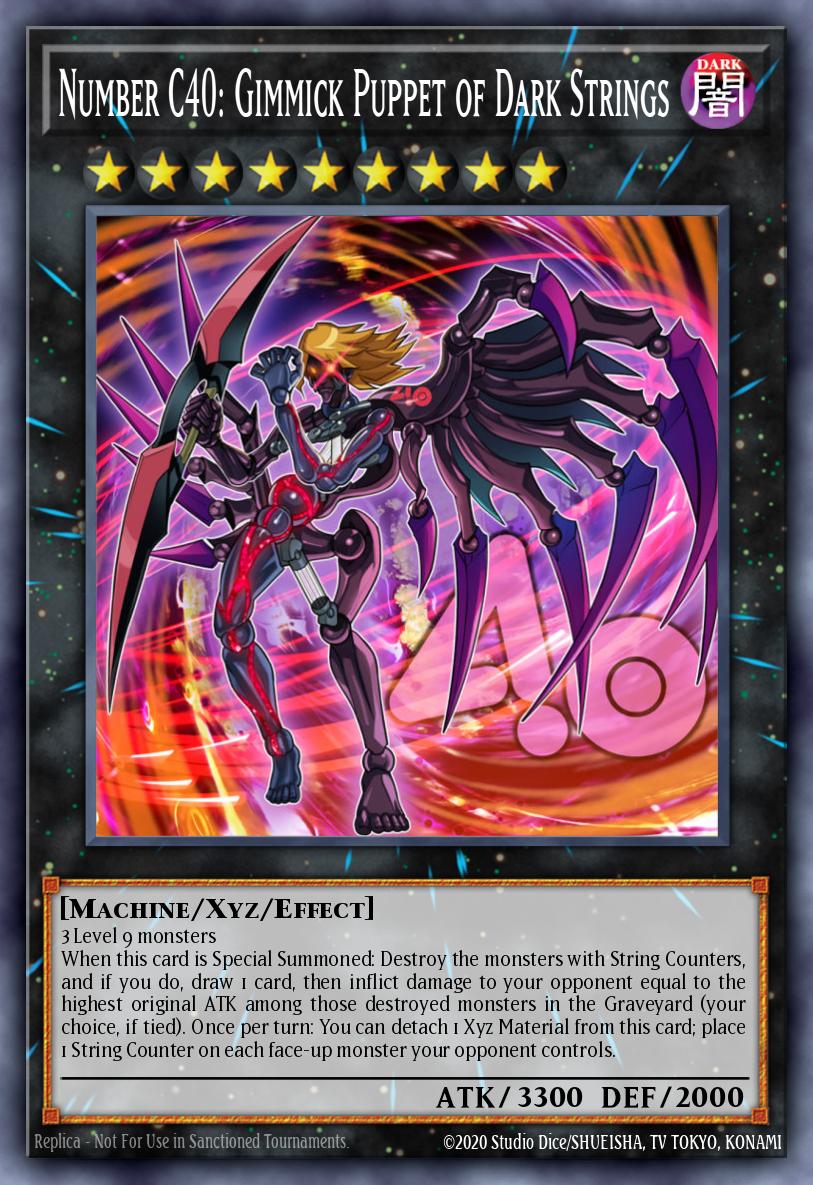 Number C40: Gimmick Puppet of Dark Strings
DARK
闇
40
40
[Machine/Xyz/Effect]
3 Level 9 monsters
When this card is Special Summoned: Destroy the monsters with String Counters,
and if you do, draw 1 card, then inflict damage to your opponent equal to the
highest original ATK among those destroyed monsters in the Graveyard (your
choice, if tied). Once per turn: You can detach 1 Xyz Material from this card; place
1 String Counter on each face-up monster your opponent controls.
ATK/3300 DEF/2000
Replica - Not For Use in Sanctioned Tournaments.
©2020 Studio Dice/SHUEISHA, TV TOKYO, KONAMI